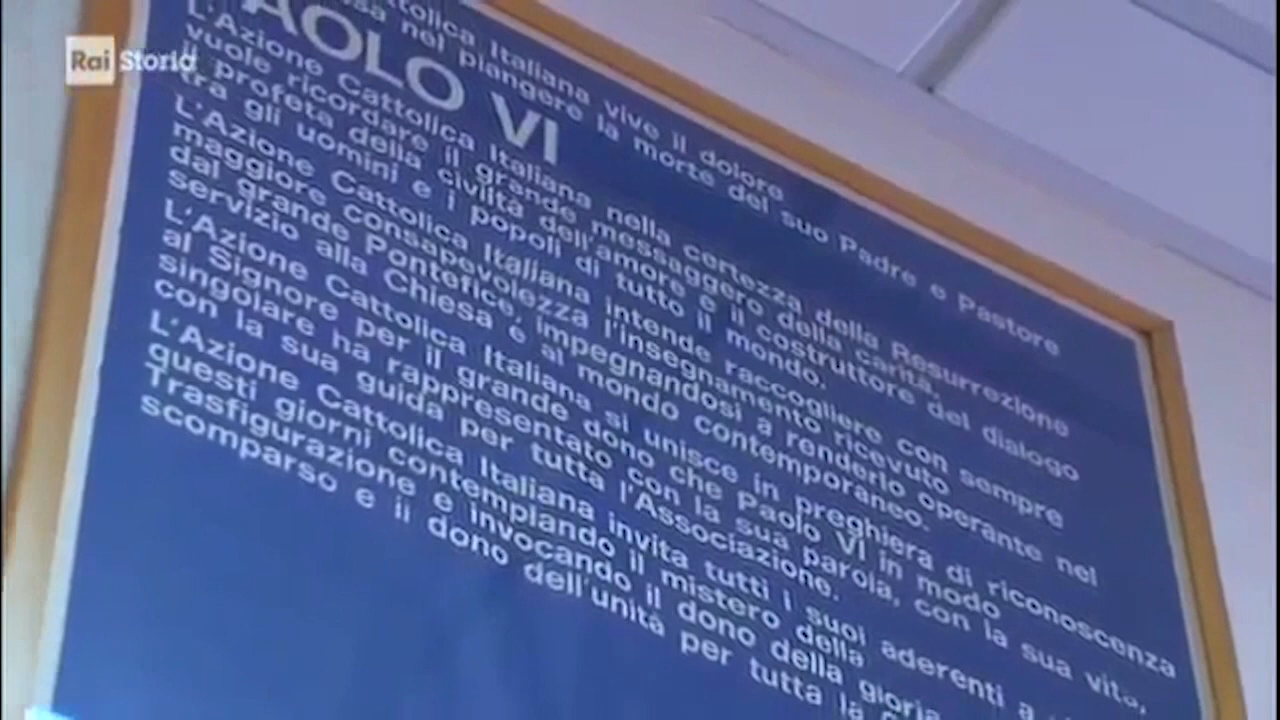 Rai Storia
Cattolica Italiana vive il dolore
nel piangere la morte del suo Padre e Pastore
PAOLO VI
L'Azione Cattolica Italiana nella certezza della Resurrezione
vuole ricordare il grande messaggero della carità,
il profeta della civiltà dell'amore e il costruttore del dialogo
tra gli uomini e i popoli di tutto il mondo.
L'Azione Cattolica Italiana intende raccogliere con sempre
maggiore consapevolezza l'insegnamento ricevuto
dal grande Pontefice, impegnandosi a renderlo operante nel
servizio alla Chiesa e al mondo contemporaneo.
L'Azione Cattolica Italiana si unisce in preghiera di riconoscenza
al Signore per il grande dono che Paolo VI in modo
singolare ha rappresentato con la sua parola, con la sua vita,
con la sua guida per tutta l'Associazione.
L'Azione Cattolica Italiana invita tutti i suoi aderenti a
questi giorni contemplando il mistero della
Trasfigurazione e invocando il dono della gloria
scomparso e il dono dell'unità per tutta la